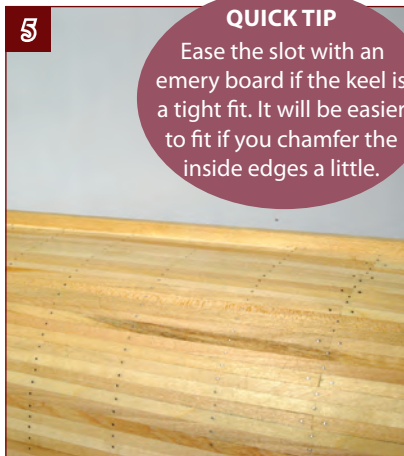 5
QUICK TIP
Ease the slot with an
emery board if the keel is
a tight fit. It will be easier
to fit if you chamfer the
inside edges a little.